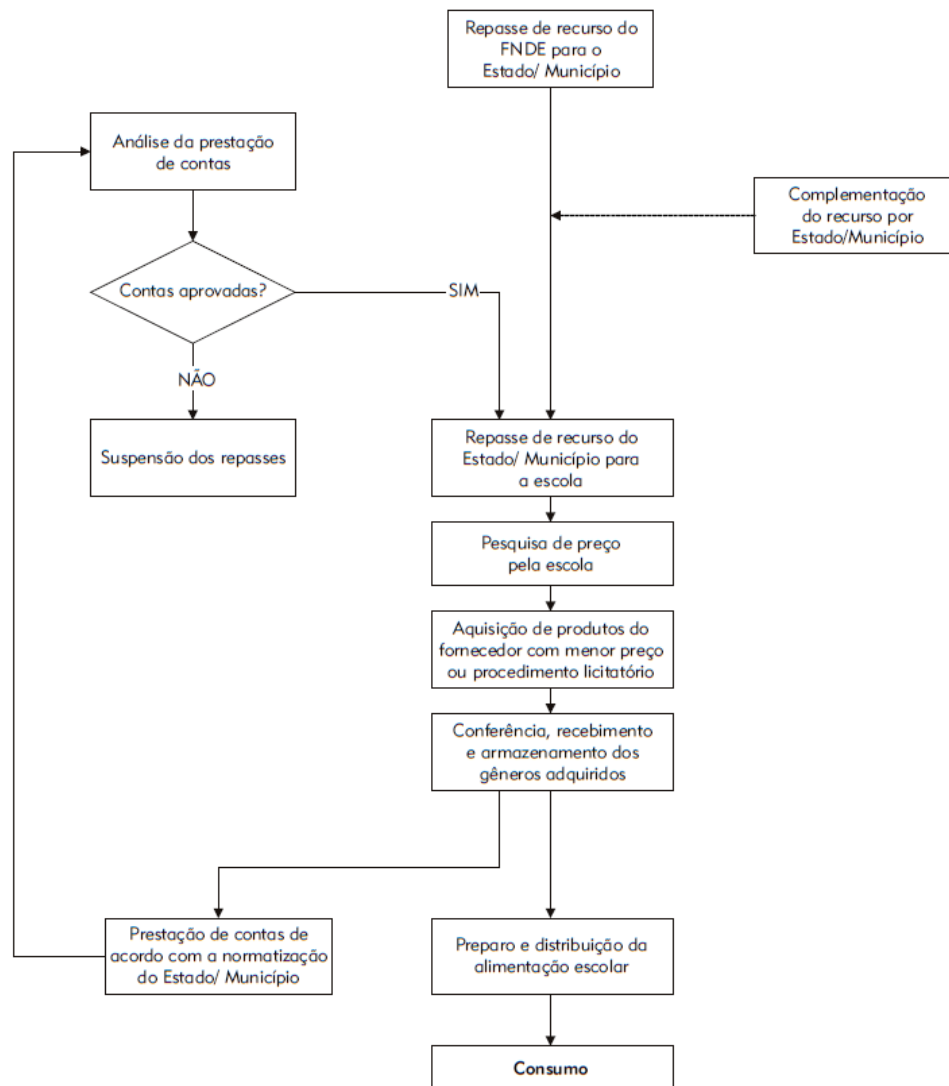 Repasse de recurso do
FNDE para o
Estado/ Município
Análise da prestação
de contas
Complementação
do recurso por
Estado/Município
Contas aprovadas?
SIM
NÃO
Suspensão dos repasses
Repasse de recurso do
Estado/ Município para
a escola
Pesquisa de preço
pela escola
Aquisição de produtos do
fornecedor com menor preço
ou procedimento licitatório
Conferência, recebimento
e armazenamento dos
gêneros adquiridos
Prestação de contas de
acordo com a normatização
do Estado/ Município
Preparo e distribuição da
alimentação escolar
Consumo